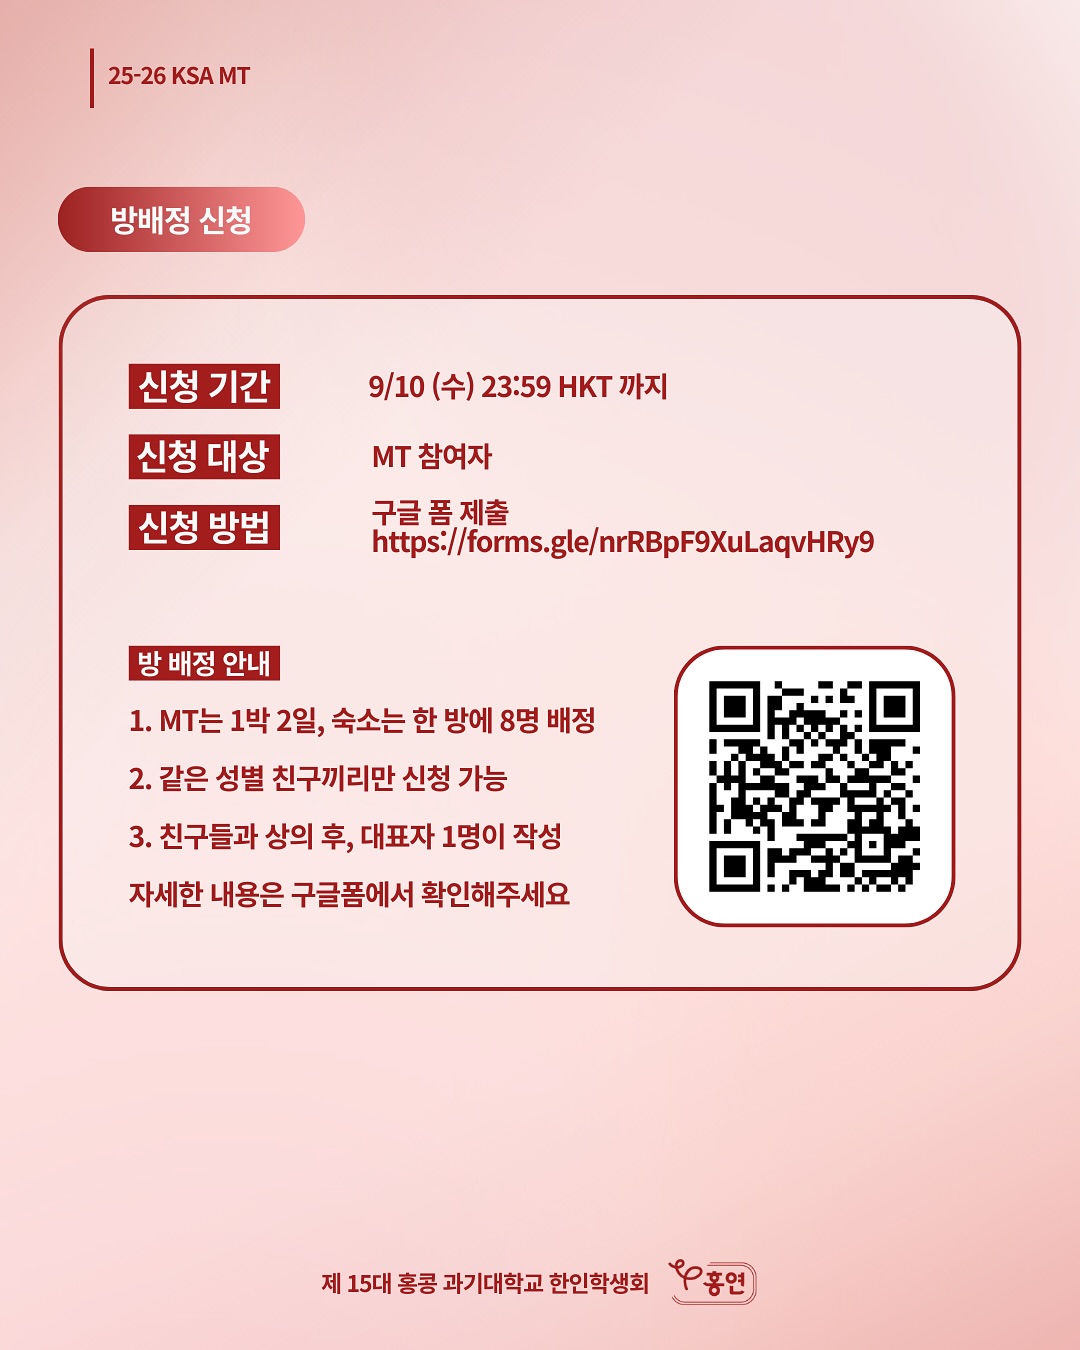 25-26 KSA MT
방배정 신청
신청 기간
9/10 (수) 23:59 HKT 까지
신청 대상
MT 참여자
신청 방법
구글 폼 제출
https://forms.gle/nrRBpF9XuLaqvHRy9
방 배정 안내
1. MT는 1박 2일, 숙소는 한 방에 8명 배정
2. 같은 성별 친구끼리만 신청 가능
3. 친구들과 상의 후, 대표자 1명이 작성
자세한 내용은 구글폼에서 확인해주세요
제 15대 홍콩 과기대학교 한인학생회
홍연